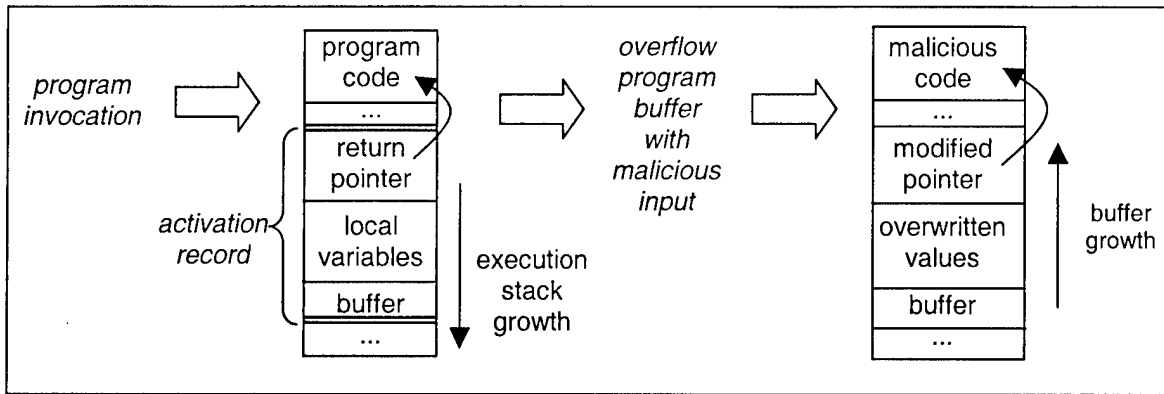 program
invocation
program
code
...
return
pointer
local
variables
buffer
...
activation
record
execution
stack
growth
overflow
program
buffer
with
malicious
input
malicious
code
...
modified
pointer
overwritten
values
buffer
...
buffer
growth